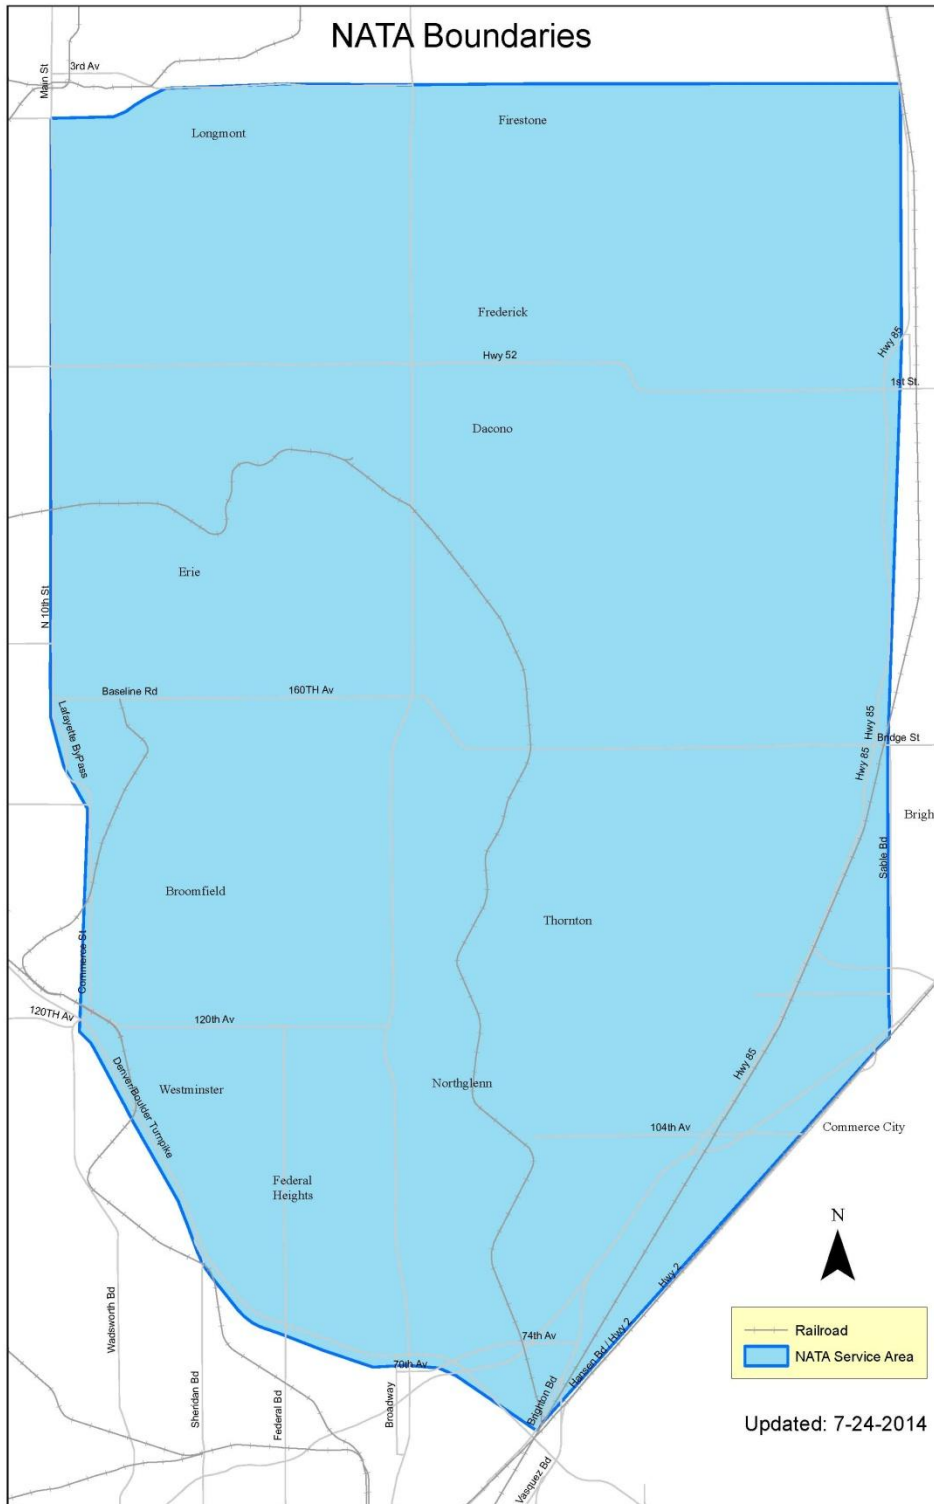 NATA Boundaries
3rd Av
Main St
Longmont
Firestone
Frederick
Hwy 85
Hwy 52
1st St.
Dacono
Erie
N 10th St
Baseline Rd
160TH Av
Lafayette ByPass
Hwy 85
Bridge St
Hwy 85
Brigh
Sable Bd
Broomfield
Thornton
Commerce St
120TH Av
120th Av
Denver/Boulder Turnpike
Westminster
Northglenn
Hwy 85
104th Av
Commerce City
Federal
Heights
N
Hwy 2
Wadsworth Bd
74th Av
Hansen Bd / Hwy 2
Railroad
NATA Service Area
70th Av
Sheridan Bd
Federal Bd
Broadway
Brighton Bd
Updated: 7-24-2014
Vasquez Bd